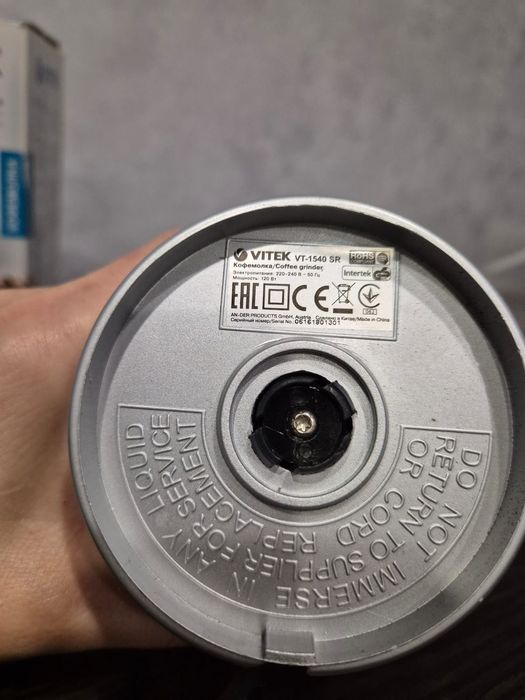 VITEK VT-1540 SR
Кофемолка/Coffee grinder
Электропитание: 220-240 В ~ 50 Гц
Мощность: 120 Вт
RoHS
Intertek
EAC CE
062
AN-DER PRODUCTS GmbH, Austria. Сделано в Китае/Made in China
Серийный номер/Serial No. 06161801301
DO NOT IMMERSE IN ANY LIQUID
RETURN TO SUPPLIER FOR SERVICE
OR CORD REPLACEMENT